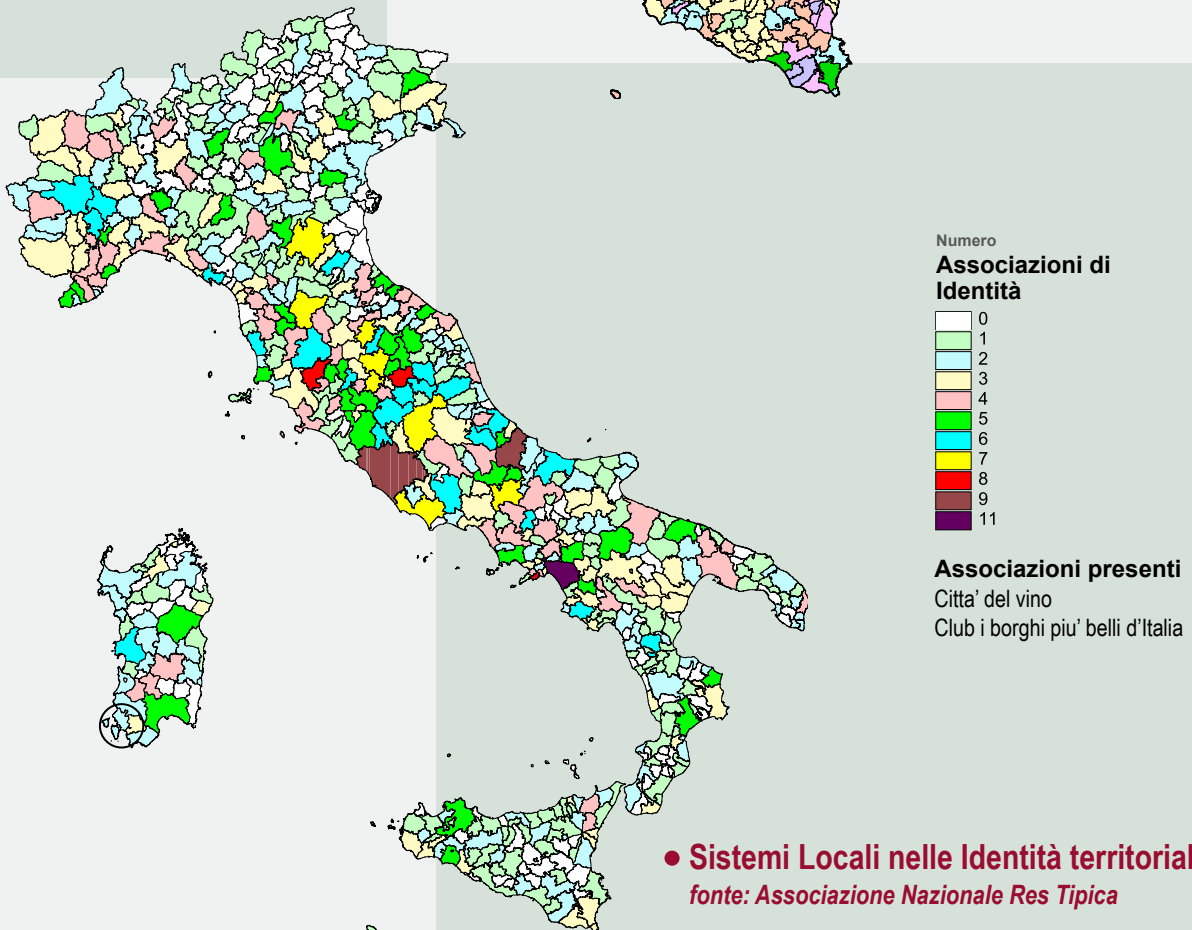 Numero
Associazioni di
Identità
0
1
2
3
4
5
6
7
8
9
11
Associazioni presenti
Citta' del vino
Club i borghi piu' belli d'Italia
• Sistemi Locali nelle Identità territorial
fonte: Associazione Nazionale Res Tipica